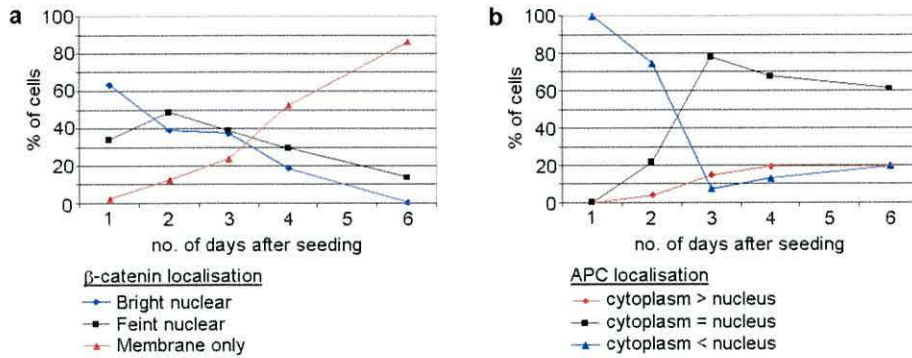 a
100
80
60
40
20
0
% of cells
1 2 3 4 5 6
no. of days after seeding
β-catenin localisation
Bright nuclear
Feint nuclear
Membrane only
b
100
80
60
40
20
0
% of cells
1 2 3 4 5 6
no. of days after seeding
APC localisation
cytoplasm > nucleus
cytoplasm = nucleus
cytoplasm < nucleus